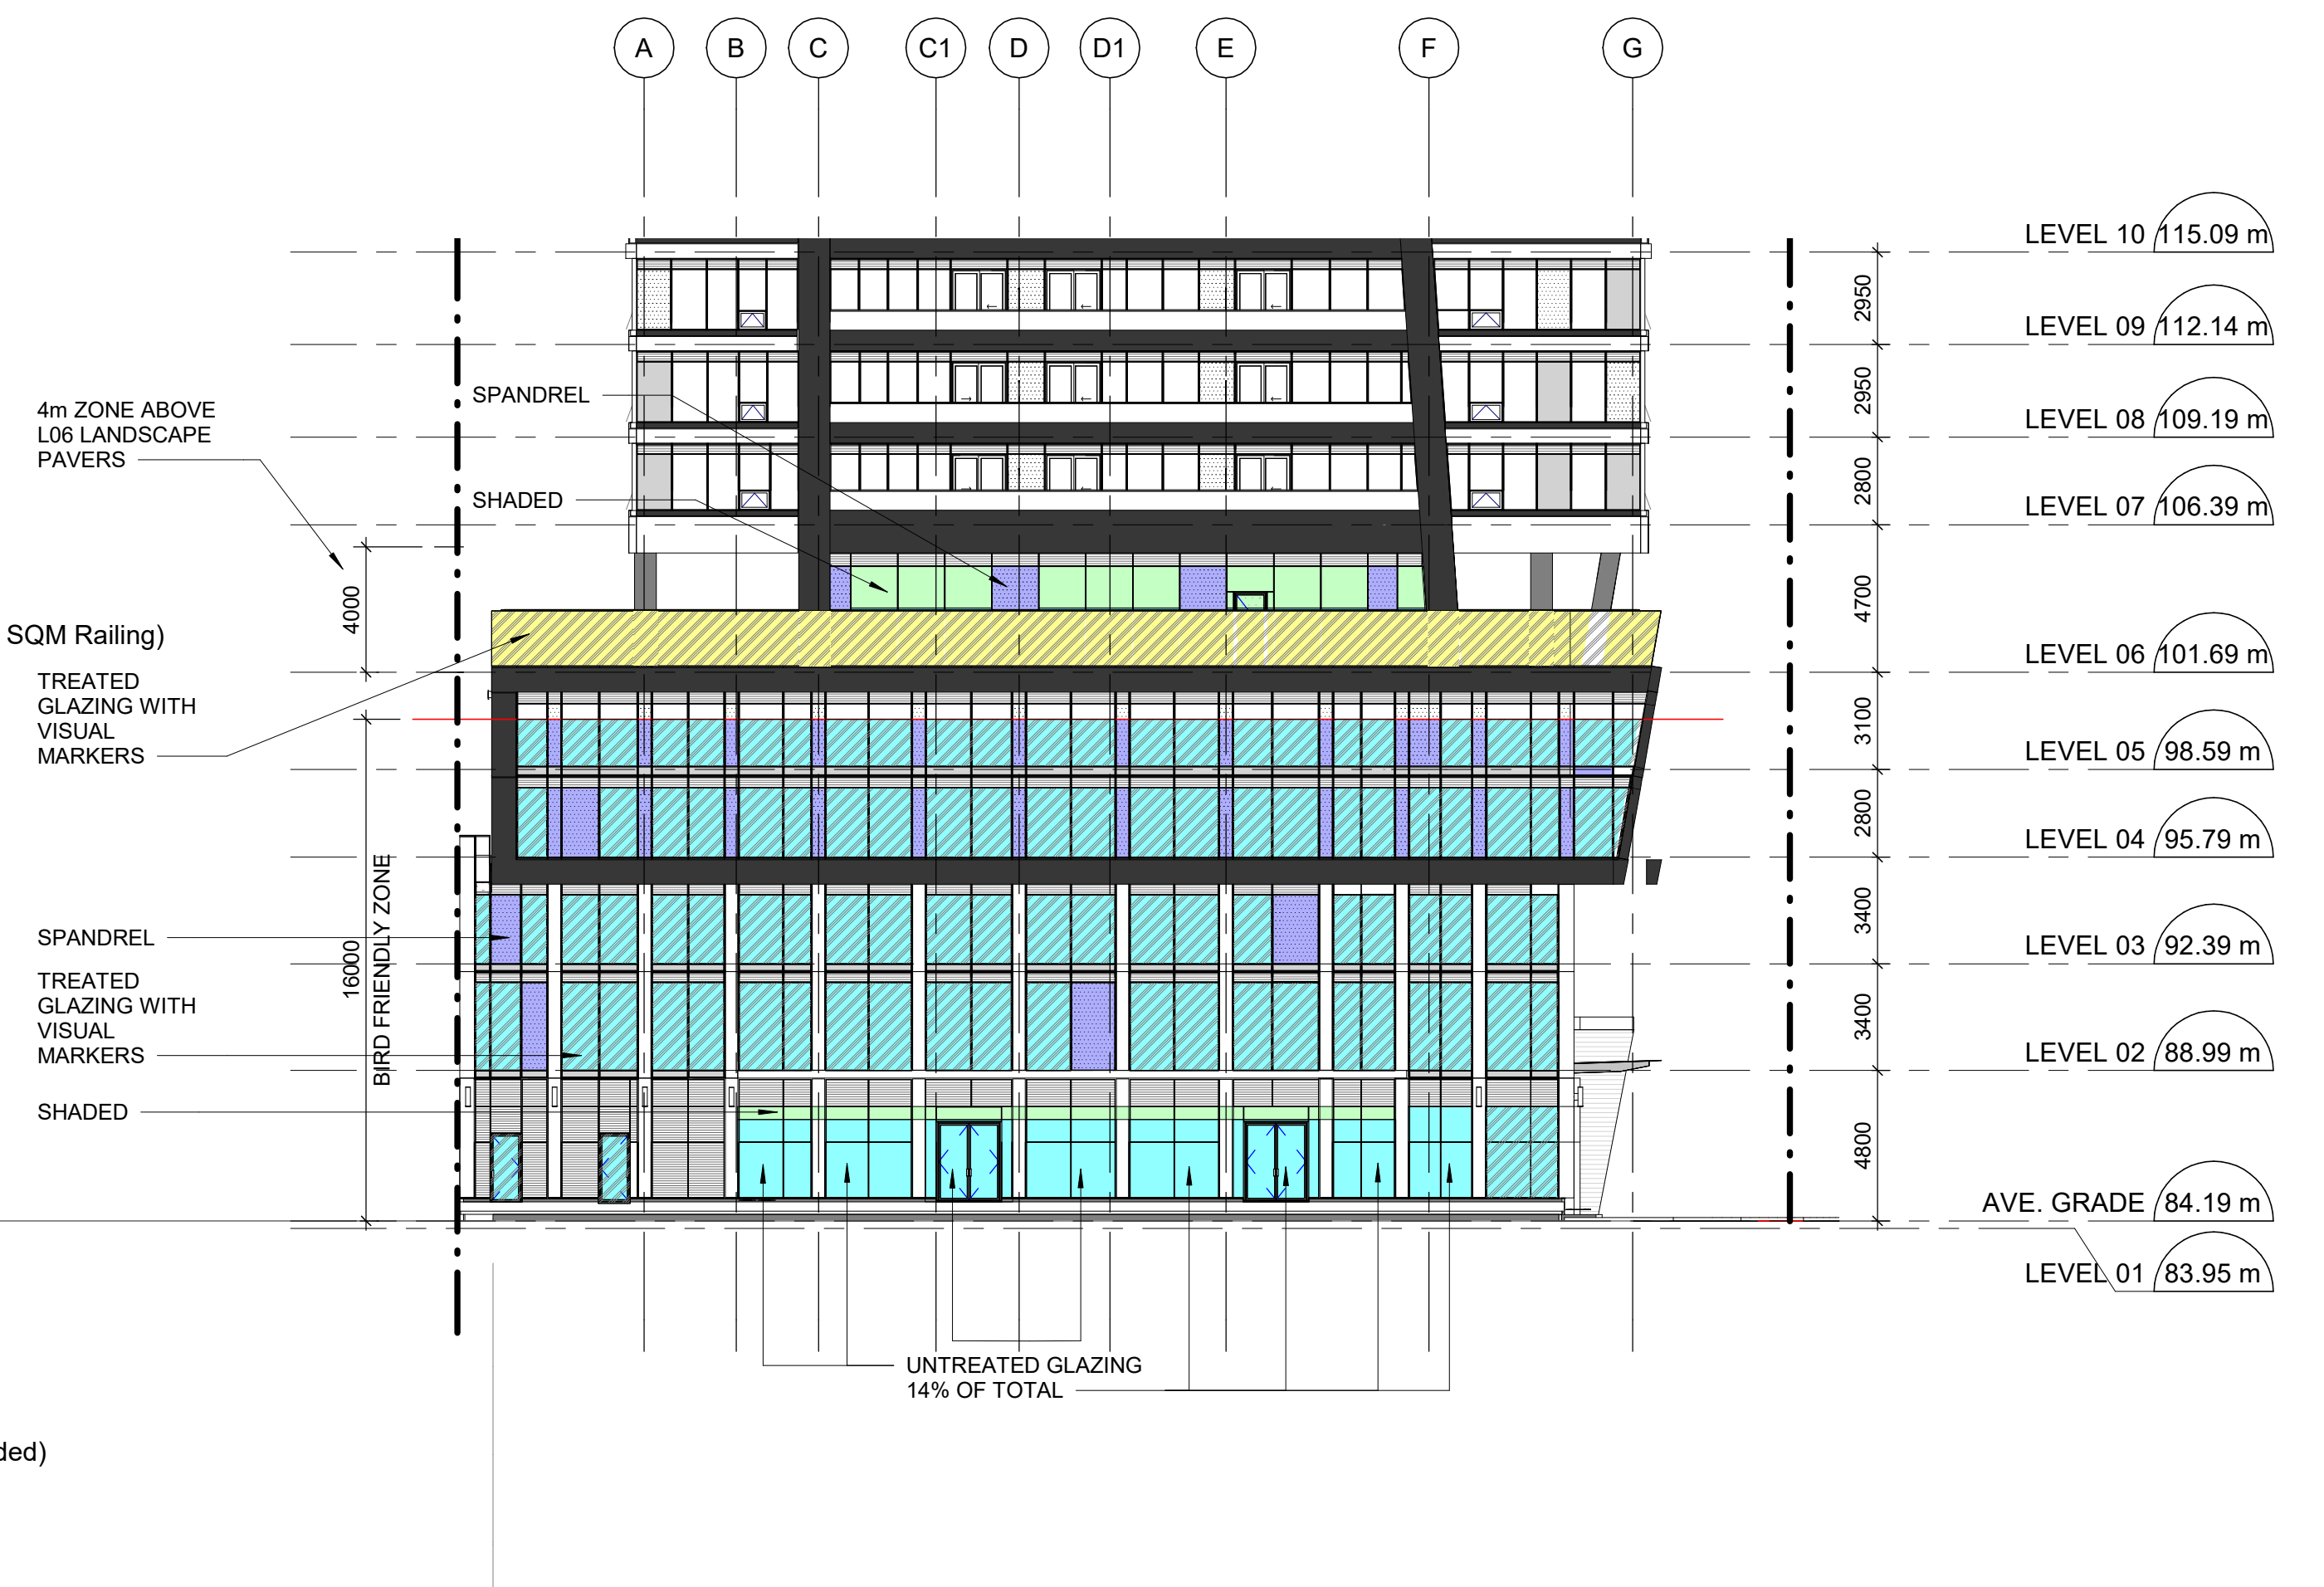 A B C C1 D D1 E F G
LEVEL 10 115.09 m
2950
LEVEL 09 112.14 m
2950
LEVEL 08 109.19 m
2800
LEVEL 07 106.39 m
4700
LEVEL 06 101.69 m
3100
LEVEL 05 98.59 m
2800
LEVEL 04 95.79 m
3400
LEVEL 03 92.39 m
3400
LEVEL 02 88.99 m
4800
AVE. GRADE 84.19 m
LEVEL 01 83.95 m
SPANDREL
4m ZONE ABOVE
L06 LANDSCAPE
PAVERS
SHADED
4000
SQM Railing)
TREATED
GLAZING WITH
VISUAL
MARKERS
16000
BIRD FRIENDLY ZONE
SPANDREL
TREATED
GLAZING WITH
VISUAL
MARKERS
SHADED
UNTREATED GLAZING
14% OF TOTAL